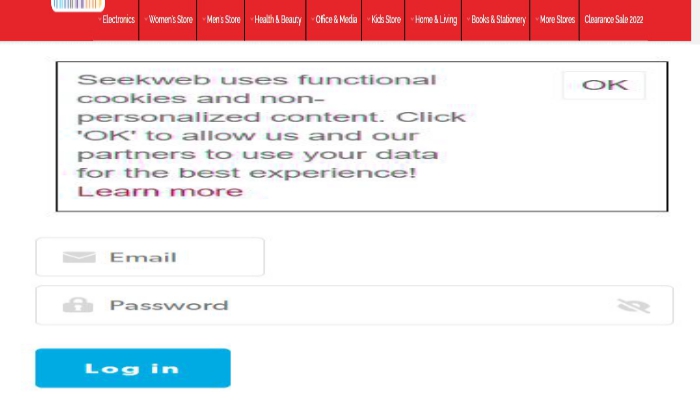 Electronics Women's Store Men's Store Health & Beauty Office & Media Kids Store Home & Living Books & Stationery More Stores Clearance Sale 2022
Seekweb uses functional
cookies and non-
personalized content. Click
'OK' to allow us and our
partners to use your data
for the best experience!
Learn more
OK
Email
Password
Log in